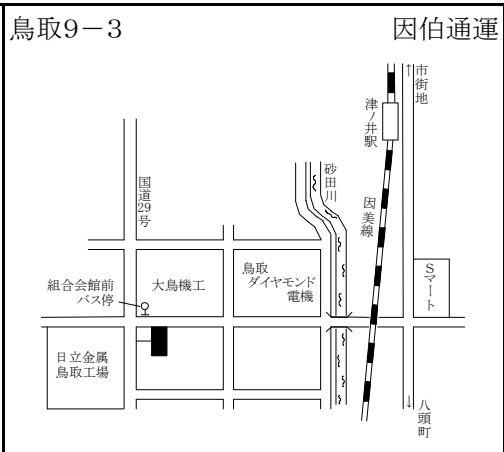 鳥取9－3
因伯通運
↑市街地
津ノ井駅
砂田川
因美線
国道29号
鳥取
ダイヤモンド
電機
大鳥機工
組合会館前
バス停
Sマート
日立金属
鳥取工場
↓八頭町